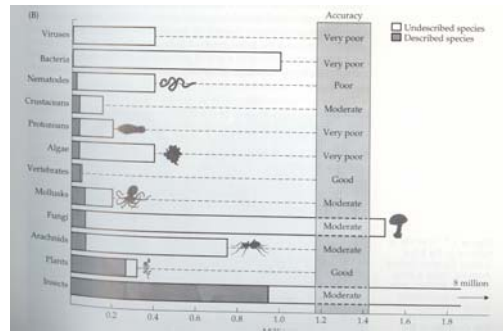 (B)
Accuracy
Undescribed species
Described species
Viruses Very poor
Bacteria Very poor
Nematodes Poor
Crustaceans Moderate
Protozoans Very poor
Algae Very poor
Vertebrates Good
Mollusks Moderate
Fungi Moderate
Arachnids Moderate
Plants Good
8 million
Insects Moderate
0.2 0.4 0.6 0.8 1.0 1.2 1.4 1.6 1.8